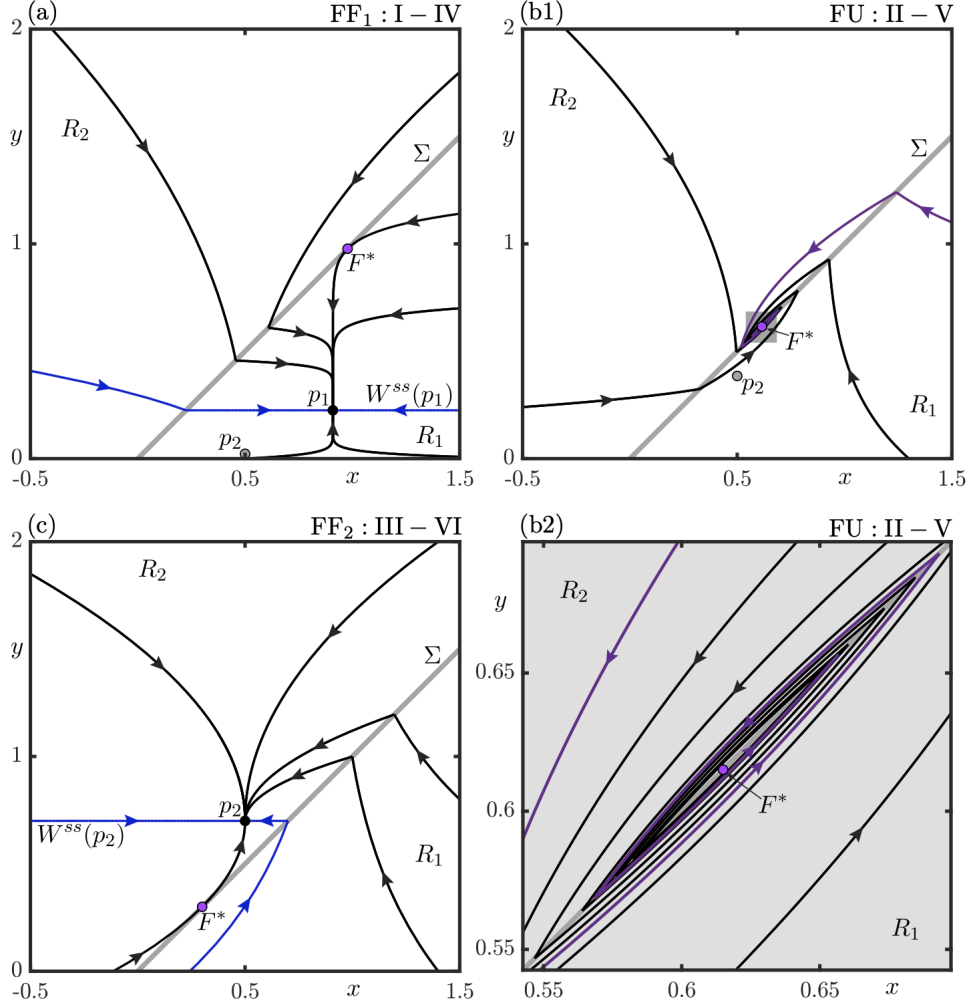 (a) FF₁ : I − IV
2
R₂
Σ
y
1
F*
p₁ Wˢˢ(p₁)
p₂ R₁
0
-0.5 0.5 x 1.5
(b1) FU : II − V
2
R₂
Σ
y
1
F*
p₂
R₁
0
-0.5 0.5 x 1.5
(c) FF₂ : III − VI
2
R₂
Σ
y
1
p₂
Wˢˢ(p₂)
R₁
F*
0
-0.5 0.5 x 1.5
(b2) FU : II − V
R₂
y
0.65
0.6
F*
R₁
0.55
0.55 0.6 x 0.65